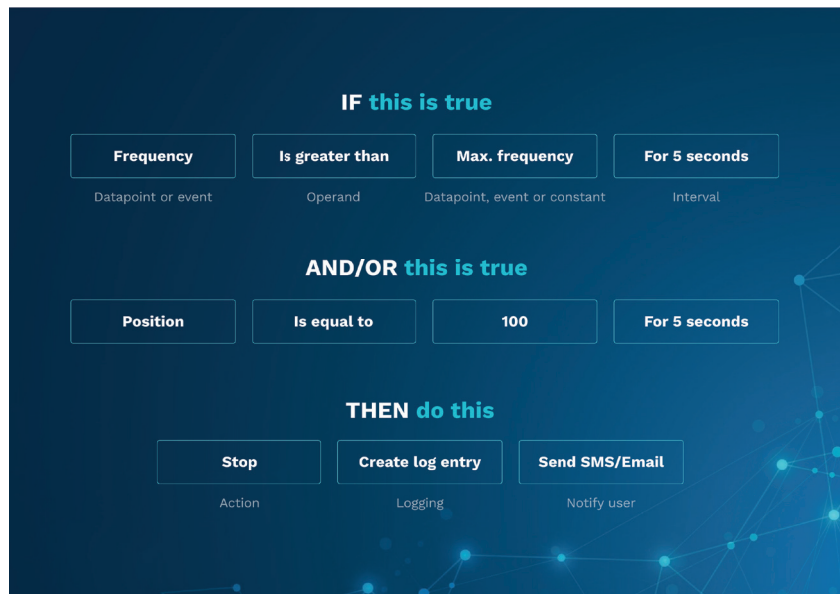 IF this is true
Frequency Is greater than Max. frequency For 5 seconds
Datapoint or event Operand Datapoint, event or constant Interval
AND/OR this is true
Position Is equal to 100 For 5 seconds
THEN do this
Stop Create log entry Send SMS/Email
Action Logging Notify user